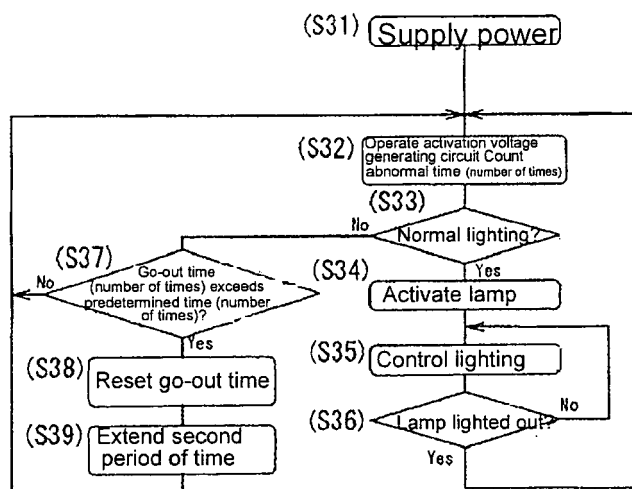 (S31)
Supply power
(S32)
Operate activation voltage
generating circuit Count
abnormal time (number of times)
(S33)
No
Normal lighting?
Yes
(S37)
No
Go-out time
(number of times) exceeds
predetermined time (number
of times)?
Yes
(S34)
Activate lamp
(S35)
Control lighting
(S38)
Reset go-out time
(S36)
Lamp lighted out?
No
Yes
(S39)
Extend second
period of time